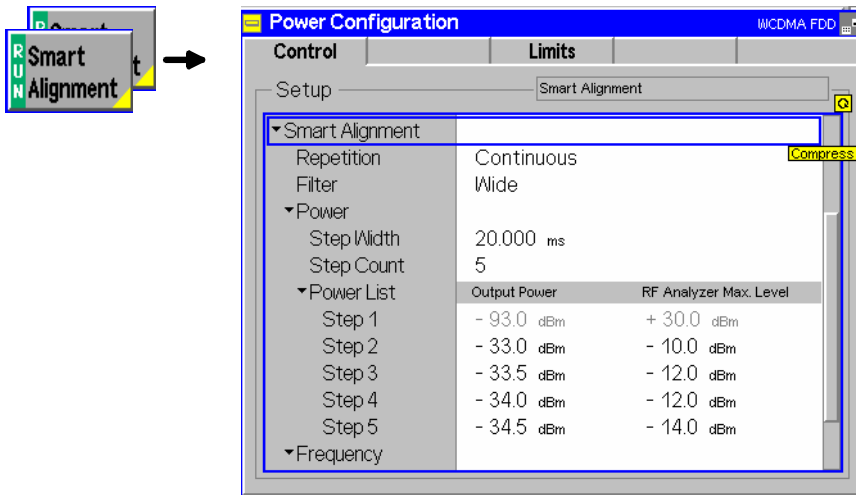 RUN
Smart
Alignment
Power Configuration WCDMA FDD
Control Limits
Setup Smart Alignment
Smart Alignment
Compress
Repetition Continuous
Filter Wide
Power
Step Width 20.000 ms
Step Count 5
Power List Output Power RF Analyzer Max. Level
Step 1 - 93.0 dBm + 30.0 dBm
Step 2 - 33.0 dBm - 10.0 dBm
Step 3 - 33.5 dBm - 12.0 dBm
Step 4 - 34.0 dBm - 12.0 dBm
Step 5 - 34.5 dBm - 14.0 dBm
Frequency